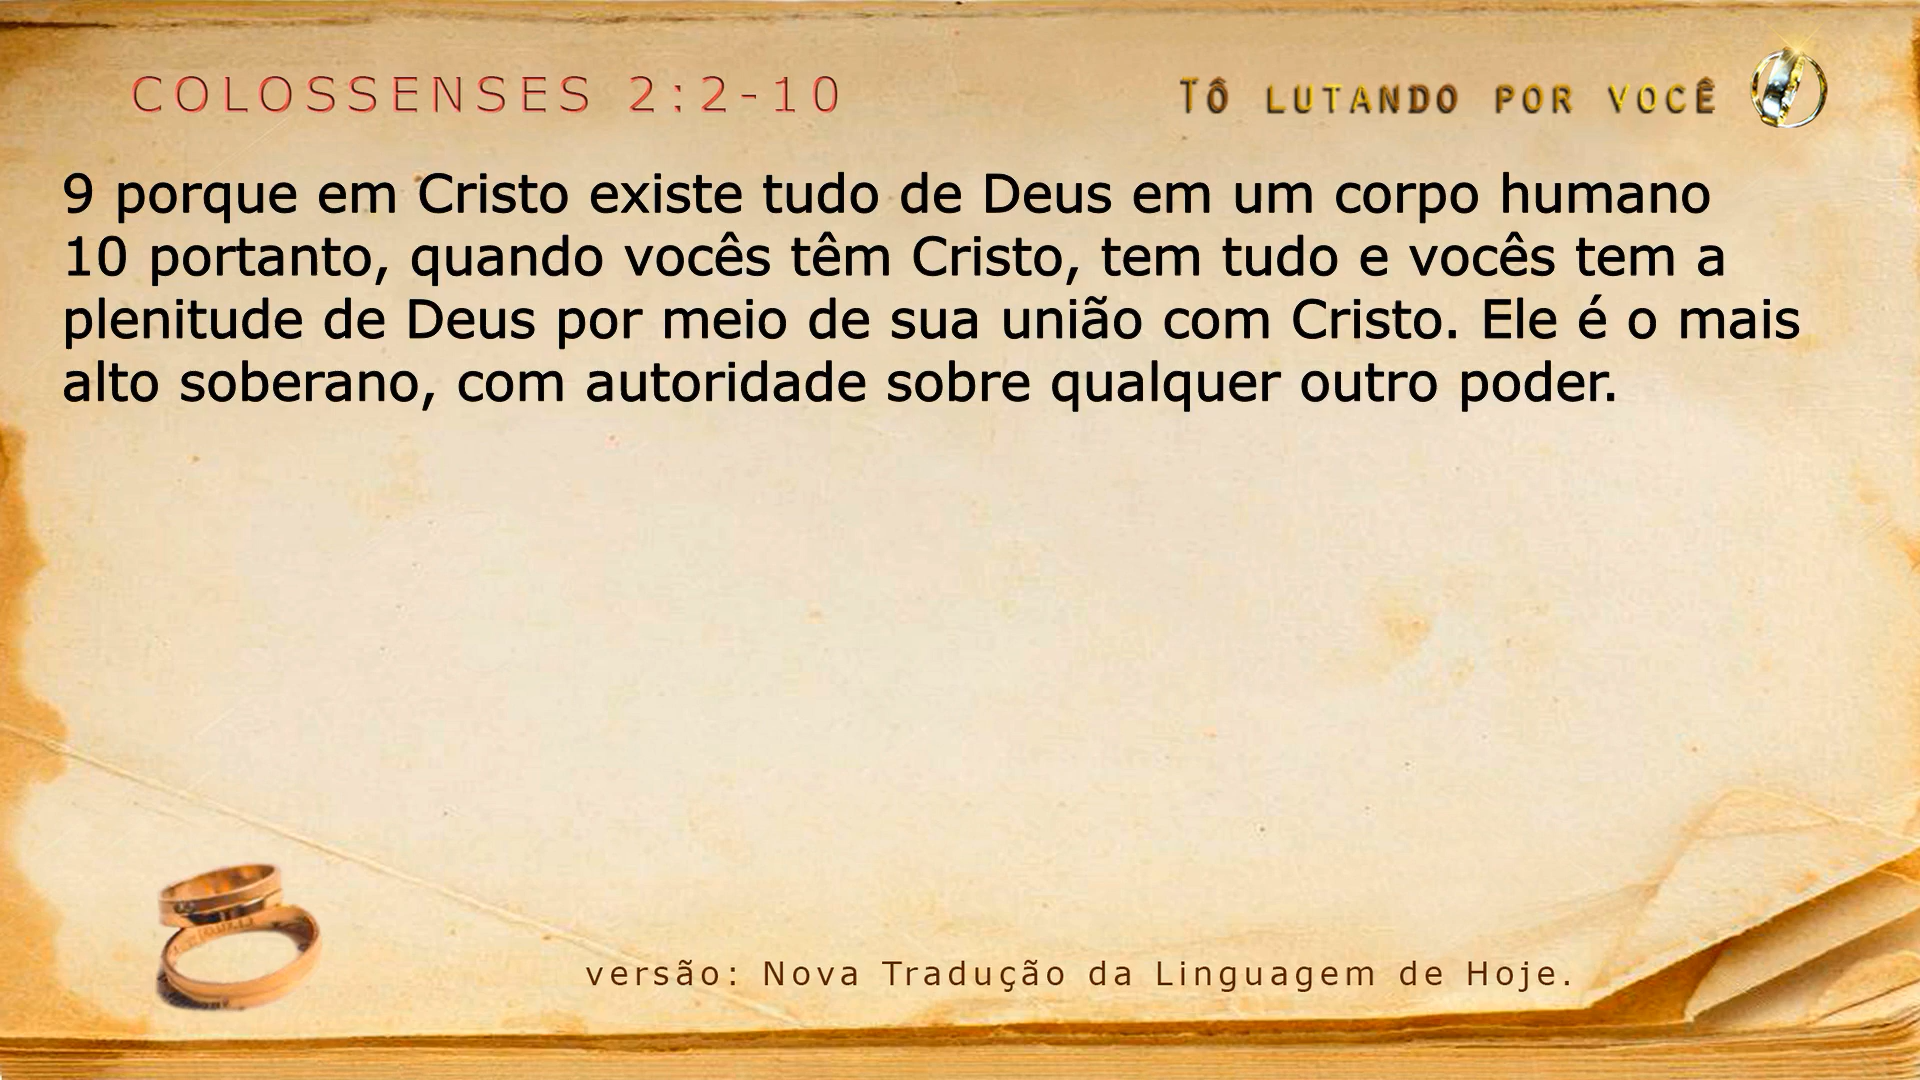 COLOSSENSES 2:2-10
TÔ LUTANDO POR VOCÊ
9 porque em Cristo existe tudo de Deus em um corpo humano
10 portanto, quando vocês têm Cristo, tem tudo e vocês tem a
plenitude de Deus por meio de sua união com Cristo. Ele é o mais
alto soberano, com autoridade sobre qualquer outro poder.
versão: Nova Tradução da Linguagem de Hoje.